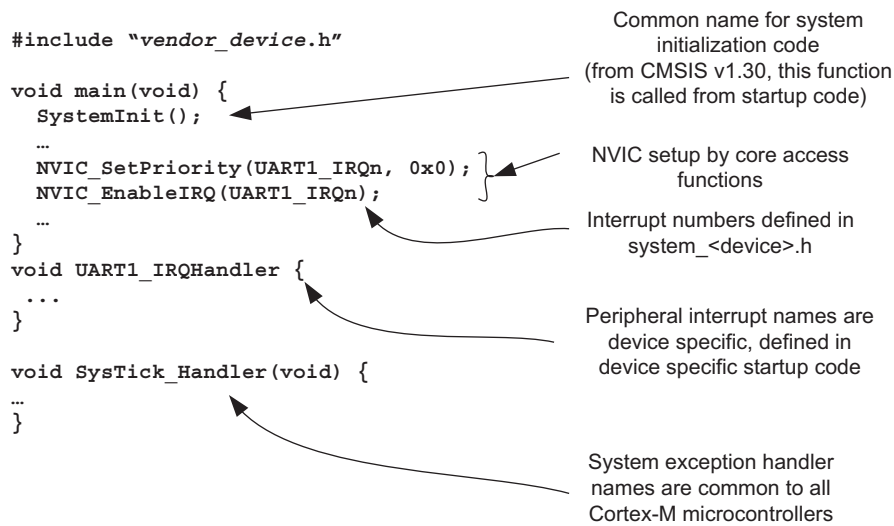 #include “vendor_device.h”
void main(void) {
SystemInit();
…
NVIC_SetPriority(UART1_IRQn, 0x0);
NVIC_EnableIRQ(UART1_IRQn);
…
}
void UART1_IRQHandler {
...
}
void SysTick_Handler(void) {
…
}
Common name for system
initialization code
(from CMSIS v1.30, this function
is called from startup code)
NVIC setup by core access
functions
Interrupt numbers defined in
system_<device>.h
Peripheral interrupt names are
device specific, defined in
device specific startup code
System exception handler
names are common to all
Cortex-M microcontrollers